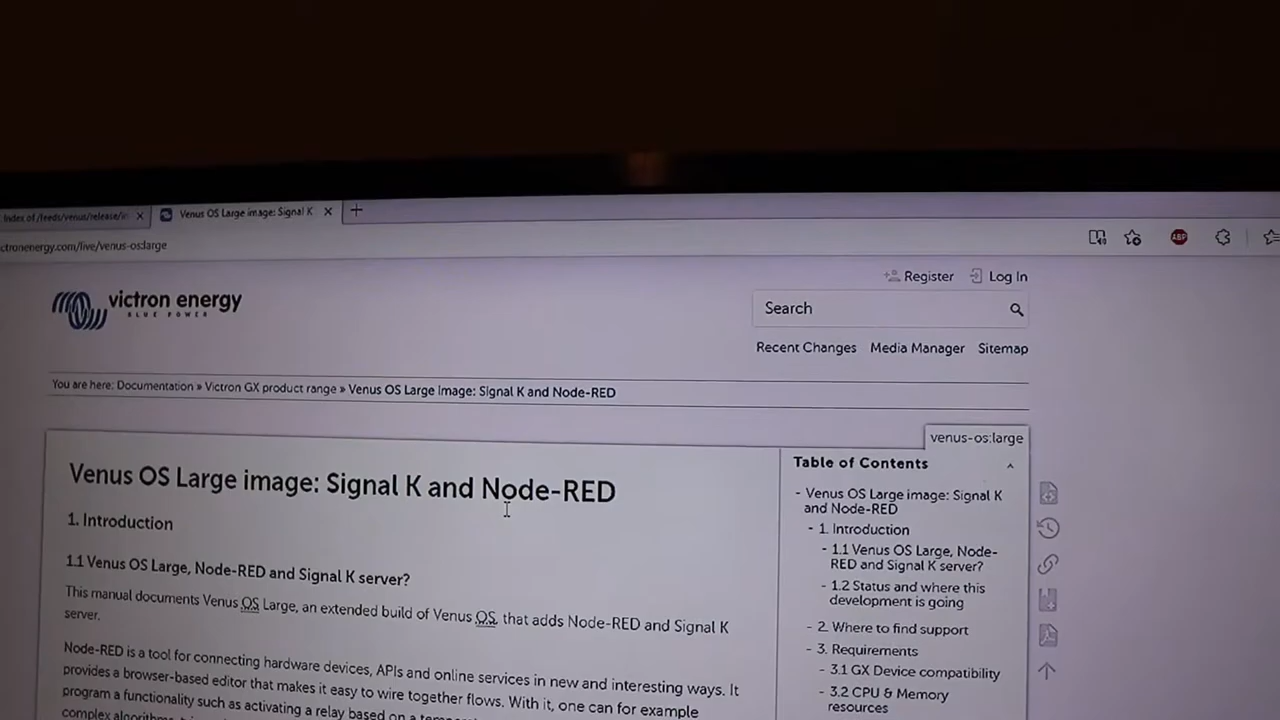 Index of /feeds/venus/release/
Venus OS Large image: Signal K
ctronenergy.com/live/venus-os:large
ABP
Register
Log In
victron energy
BLUE POWER
Search
Recent Changes
Media Manager
Sitemap
You are here: Documentation » Victron GX product range » Venus OS Large image: Signal K and Node-RED
venus-os:large
Venus OS Large image: Signal K and Node-RED
1. Introduction
1.1 Venus OS Large, Node-RED and Signal K server?
This manual documents Venus OS Large, an extended build of Venus OS, that adds Node-RED and Signal K
server.
Node-RED is a tool for connecting hardware devices, APIs and online services in new and interesting ways. It
provides a browser-based editor that makes it easy to wire together flows. With it, one can for example
program a functionality such as activating a relay based on a
complex
Table of Contents
- Venus OS Large image: Signal K
and Node-RED
- 1. Introduction
- 1.1 Venus OS Large, Node-
RED and Signal K server?
- 1.2 Status and where this
development is going
- 2. Where to find support
- 3. Requirements
- 3.1 GX Device compatibility
- 3.2 CPU & Memory
resources